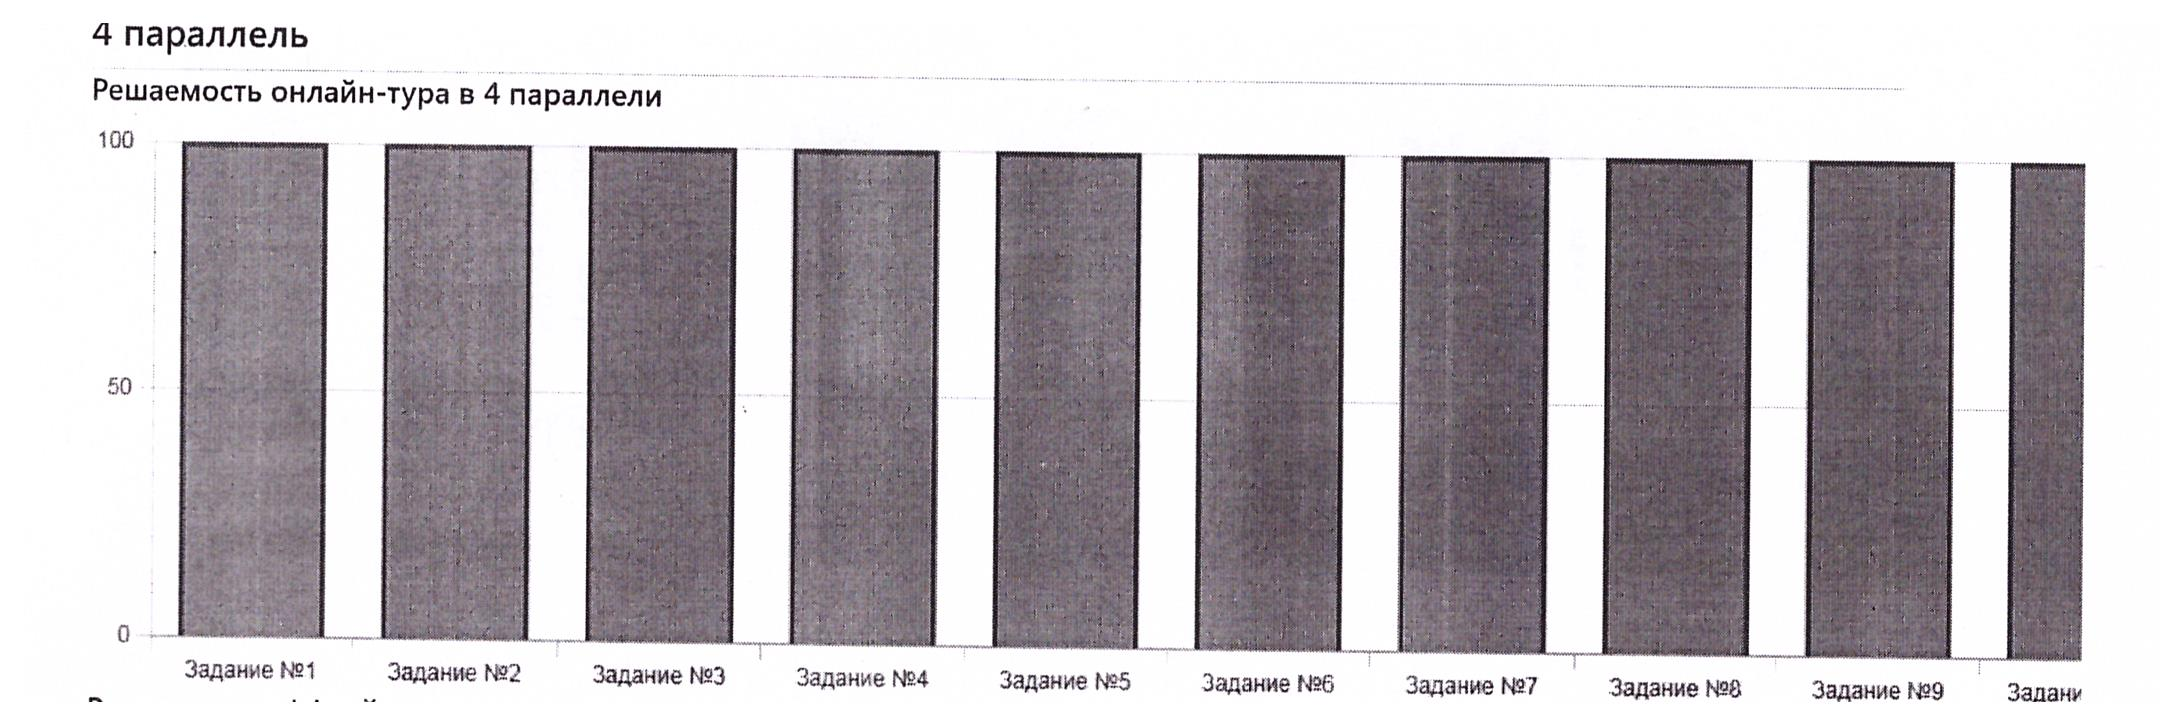 4 параллель
Решаемость онлайн-тура в 4 параллели
100
50
0
Задание №1 Задание №2 Задание №3 Задание №4 Задание №5 Задание №6 Задание №7 Задание №8 Задание №9 Задани